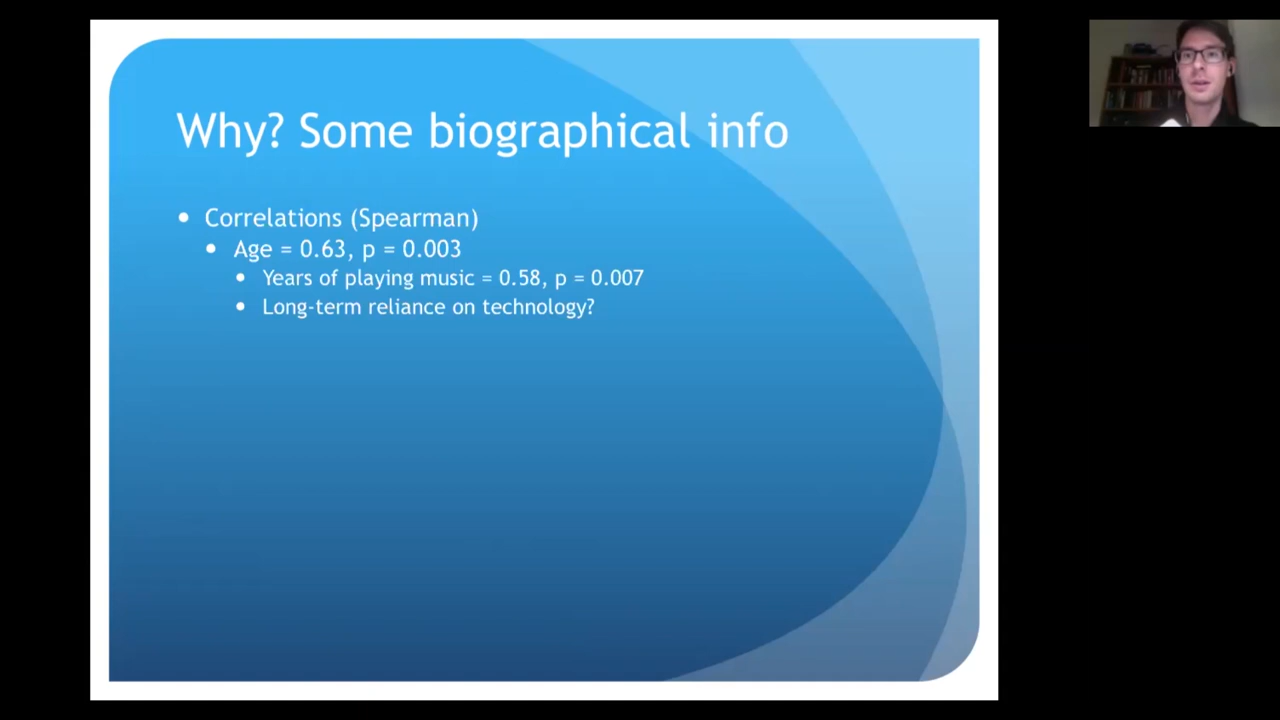 Why? Some biographical info
Correlations (Spearman)
Age = 0.63, p = 0.003
Years of playing music = 0.58, p = 0.007
Long-term reliance on technology?